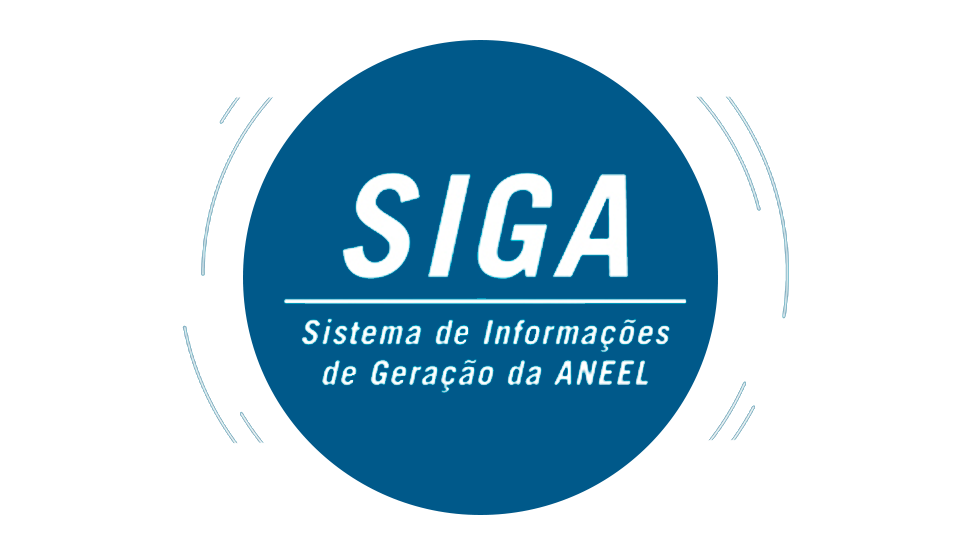 SIGA
Sistema de Informações
de Geração da ANEEL